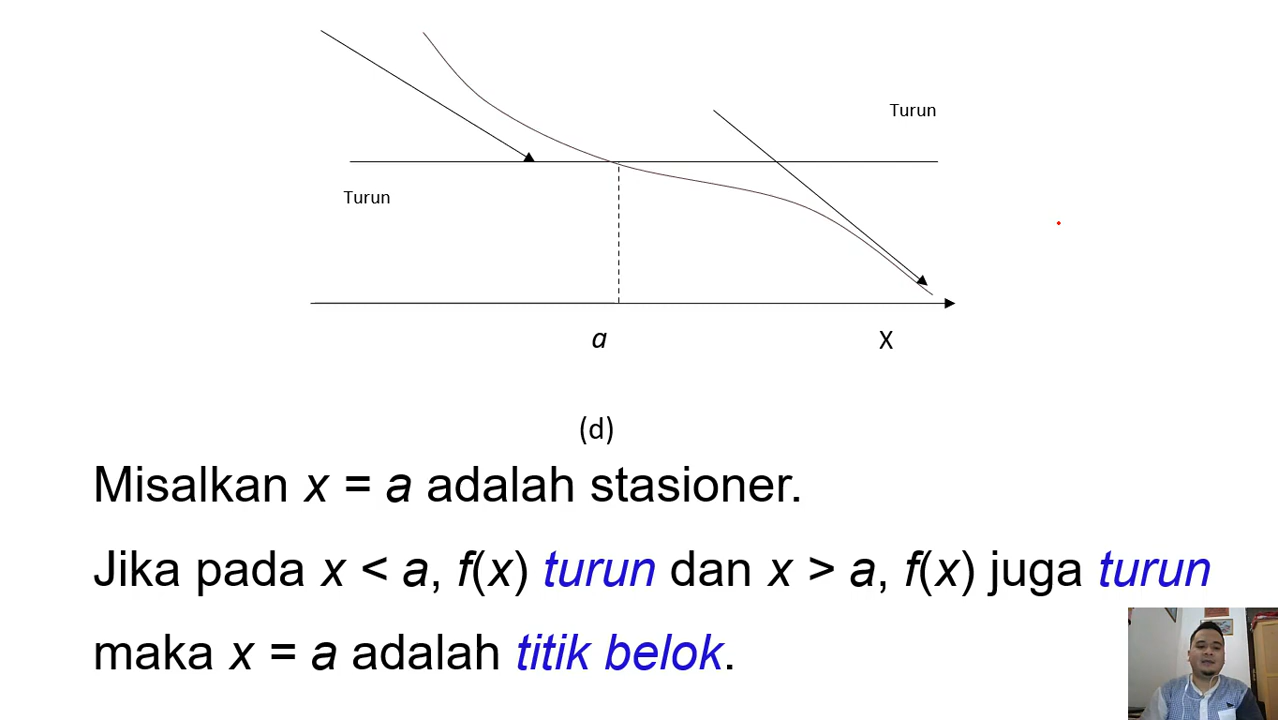 Turun
Turun
a
X
(d)
Misalkan x = a adalah stasioner.
Jika pada x < a, f(x) turun dan x > a, f(x) juga turun
maka x = a adalah titik belok.